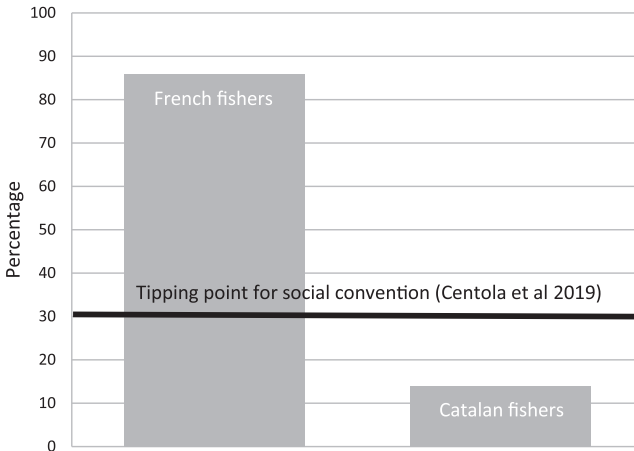 100
90
French fishers
80
70
60
50
Percentage
40
Tipping point for social convention (Centola et al 2019)
30
20
10
Catalan fishers
0